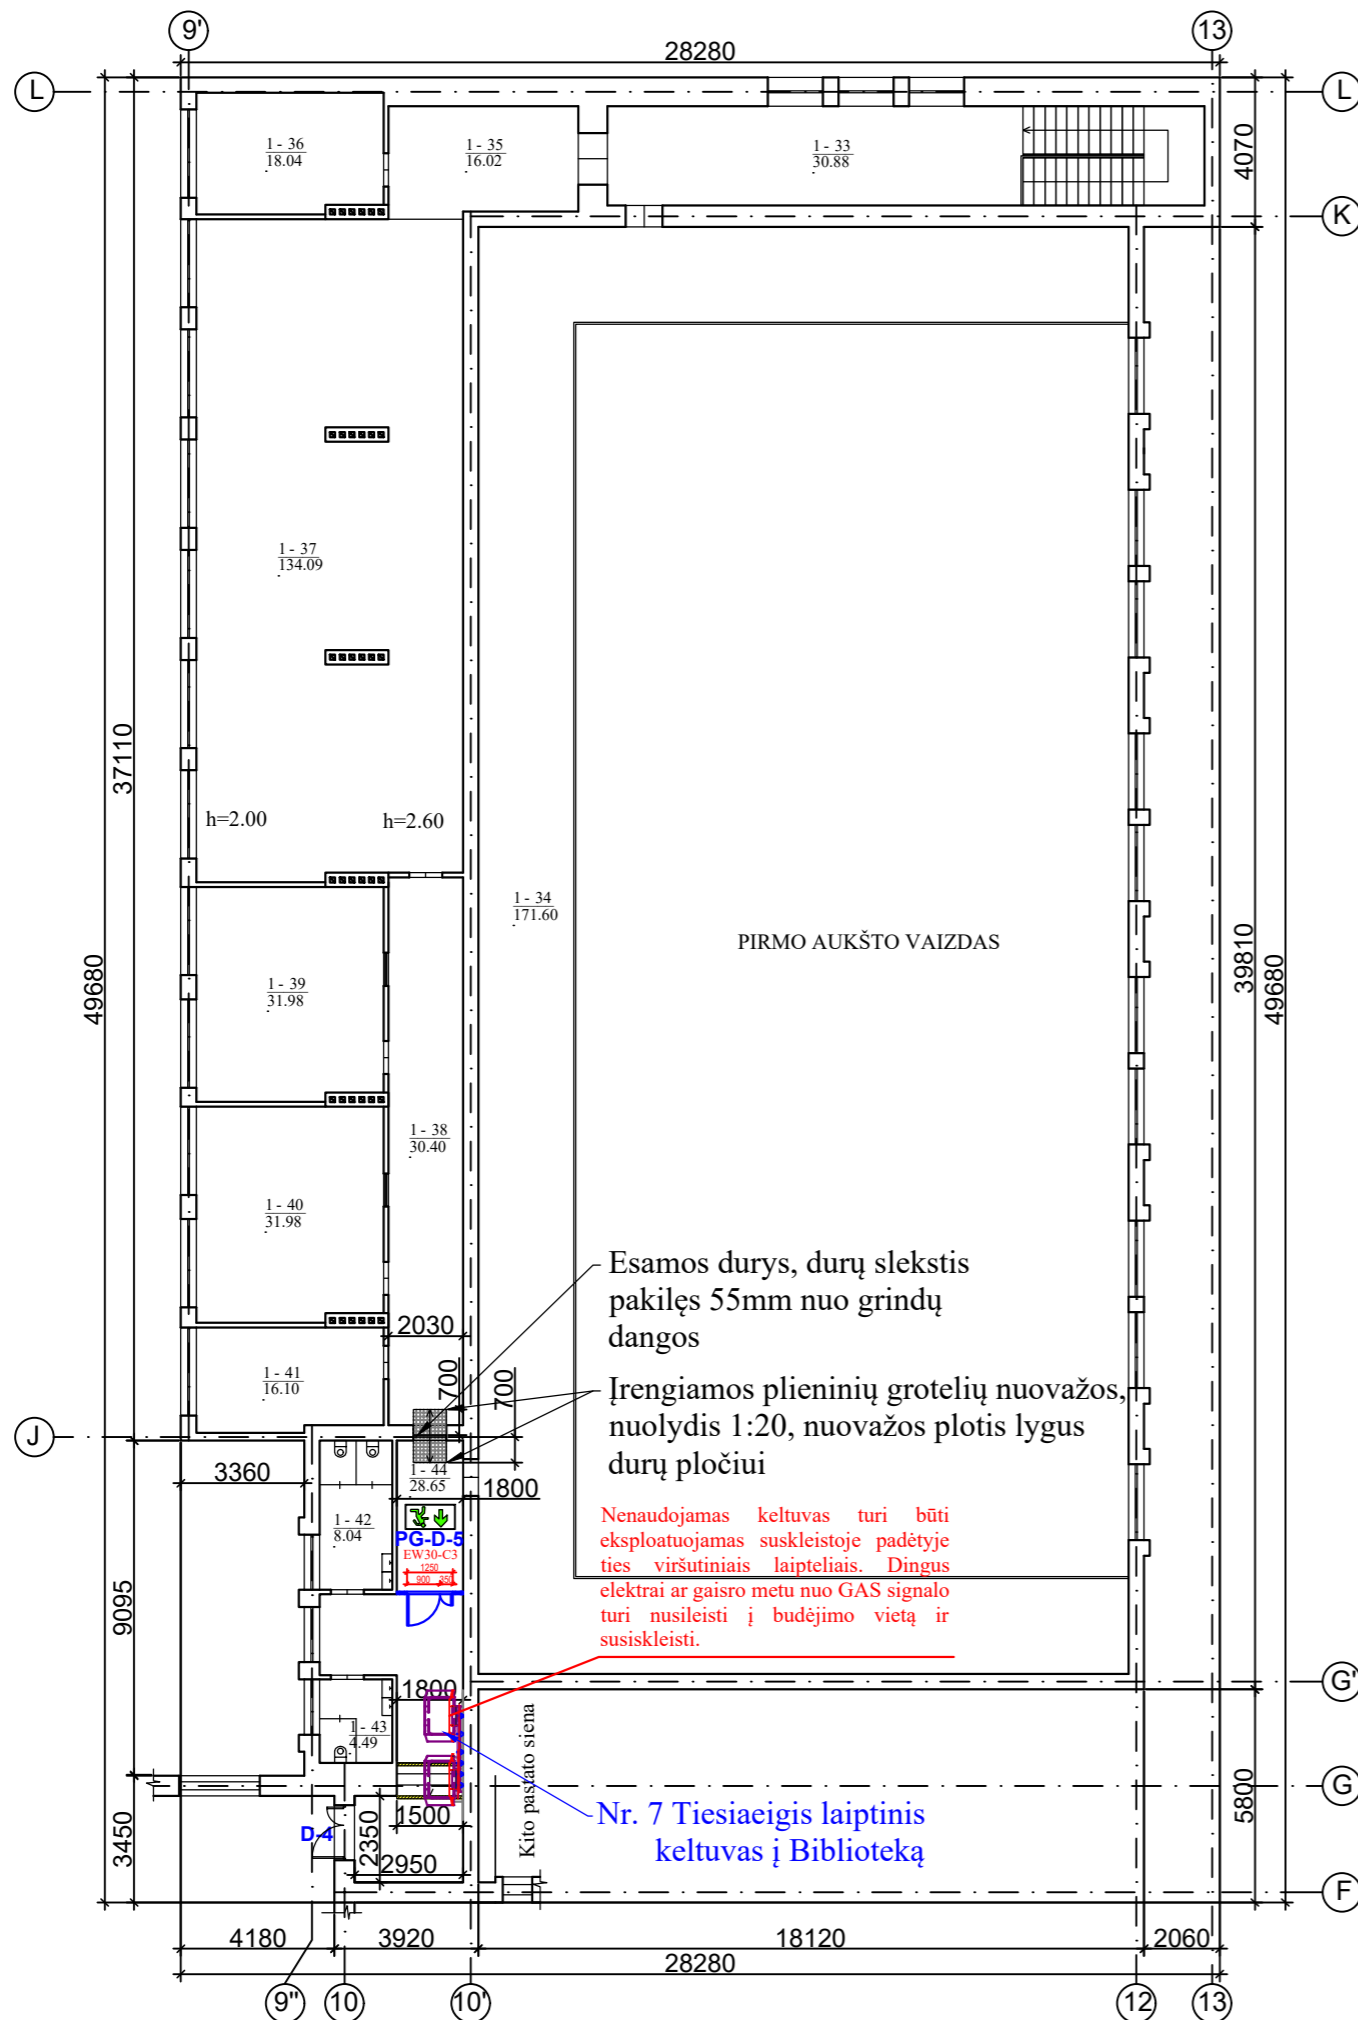 9'
13
28280
L
L
4070
1 - 36
18.04
1 - 35
16.02
1 - 33
30.88
K
1 - 37
134.09
37110
h=2.00
h=2.60
1 - 34
171.60
PIRMO AUKŠTO VAIZDAS
49680
39810
49680
1 - 39
31.98
1 - 38
30.40
1 - 40
31.98
Esamos durys, durų slekstis
pakilęs 55mm nuo grindų
dangos
2030
700
700
1 - 41
16.10
Įrengiamos plieninių grotelių nuovažos,
nuolydis 1:20, nuovažos plotis lygus
durų pločiui
J
3360
1 - 44
28.65
1800
1 - 42
8.04
PG-D-5
EW30-C3
1250
900
350
Nenaudojamas keltuvas turi būti
eksploatuojamas suskleistoje padėtyje
ties viršutiniais laipteliais. Dingus
elektrai ar gaisro metu nuo GAS signalo
turi nusileisti į budėjimo vietą ir
susiskleisti.
9095
G'
1800
1 - 43
4.49
Kito pastato siena
G
5800
3450
D-4
2350
1500
2950
Nr. 7 Tiesiaeigis laiptinis
keltuvas į Biblioteką
F
4180
3920
18120
2060
28280
9"
10
10'
12
13